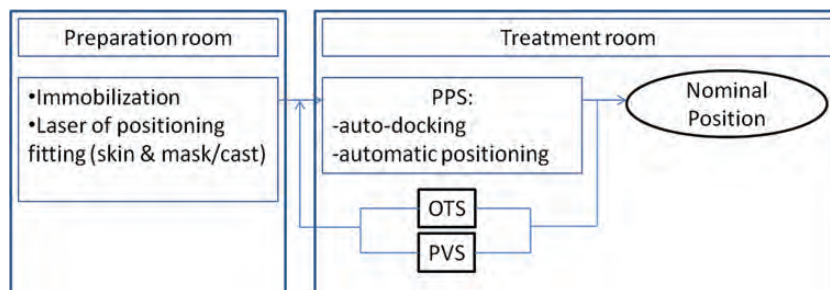 Preparation room
Treatment room
•Immobilization
•Laser of positioning
fitting (skin & mask/cast)
PPS:
-auto-docking
-automatic positioning
Nominal
Position
OTS
PVS